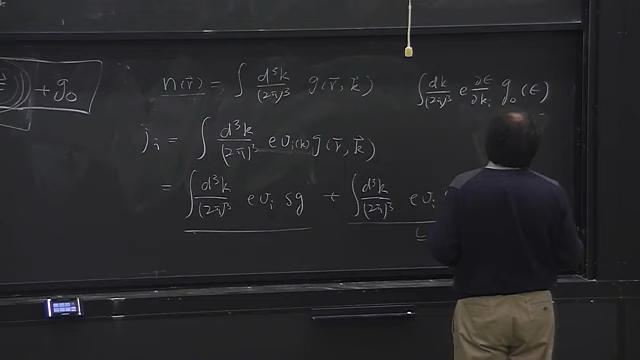 + g₀
n(r⃗) = ∫ d³k/(2π)³ g(r⃗, k⃗)
∫ dk/(2π)³ e ∂ε/∂kᵢ g₀(ε)
jᵢ = ∫ d³k/(2π)³ e vᵢ(k) g(r⃗, k⃗)
= ∫ d³k/(2π)³ e vᵢ δg + ∫ d³k/(2π)³ e vᵢ